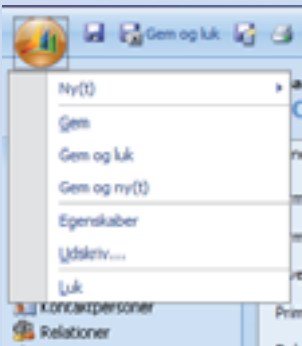 Gem og luk
Ny(t)
Gem
Gem og luk
Gem og ny(t)
Egenskaber
Udskriv....
Luk
Kontaktpersoner
Relationer